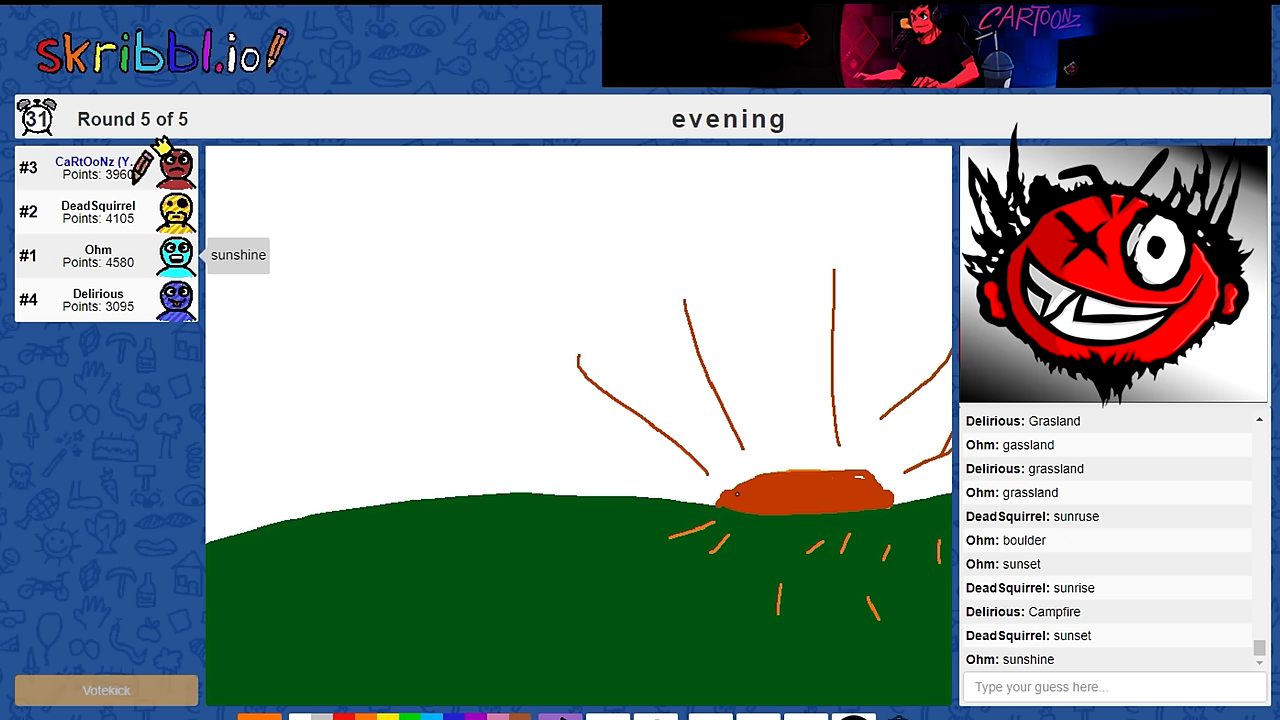 skribbl.io
CARTOONZ
31
Round 5 of 5
evening
#3
CaRtOoNz (Y.
Points: 3960
#2
DeadSquirrel
Points: 4105
#1
Ohm
Points: 4580
sunshine
#4
Delirious
Points: 3095
Delirious: Grasland
Ohm: gassland
Delirious: grassland
Ohm: grassland
DeadSquirrel: sunruse
Ohm: boulder
Ohm: sunset
DeadSquirrel: sunrise
Delirious: Campfire
DeadSquirrel: sunset
Ohm: sunshine
Type your guess here...
Votekick